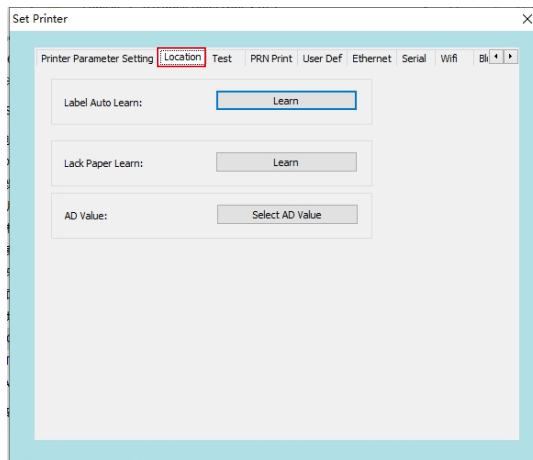 Set Printer
Printer Parameter Setting Location Test PRN Print User Def Ethernet Serial Wifi
Label Auto Learn: Learn
Lack Paper Learn: Learn
AD Value: Select AD Value